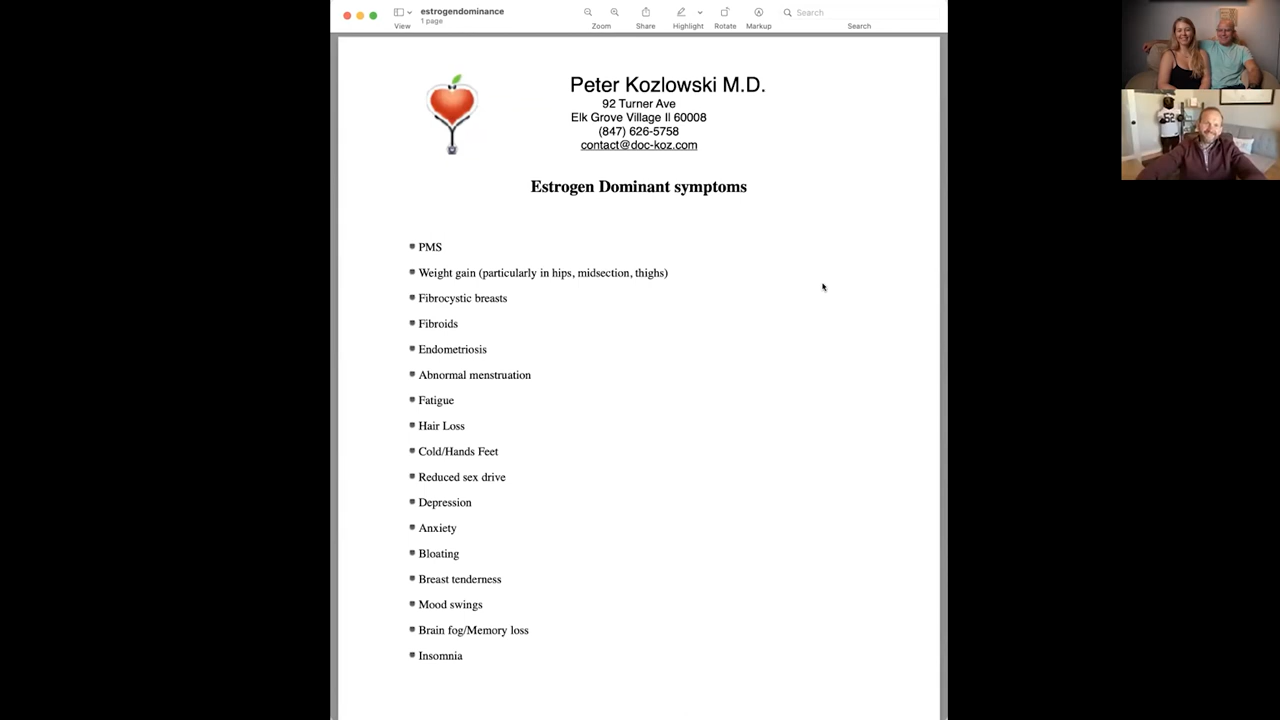 estrogendominance
1 page
View
Zoom
Share
Highlight
Rotate
Markup
Search
Search
Peter Kozlowski M.D.
92 Turner Ave
Elk Grove Village Il 60008
(847) 626-5758
contact@doc-koz.com
Estrogen Dominant symptoms
PMS
Weight gain (particularly in hips, midsection, thighs)
Fibrocystic breasts
Fibroids
Endometriosis
Abnormal menstruation
Fatigue
Hair Loss
Cold/Hands Feet
Reduced sex drive
Depression
Anxiety
Bloating
Breast tenderness
Mood swings
Brain fog/Memory loss
Insomnia
52